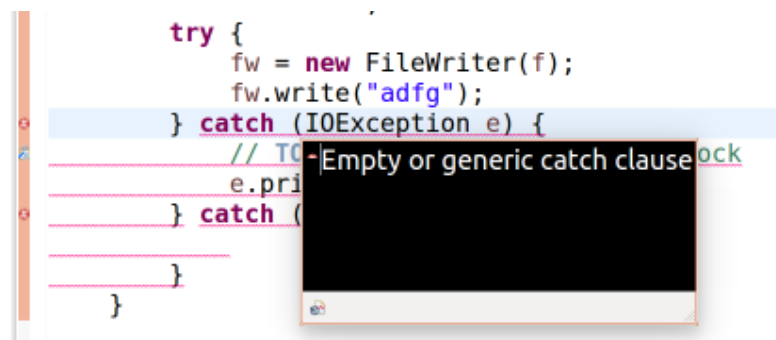 try {
fw = new FileWriter(f);
fw.write("adfg");
} catch (IOException e) {
// TO
Empty or generic catch clause
ock
e.pri
} catch (
}
}